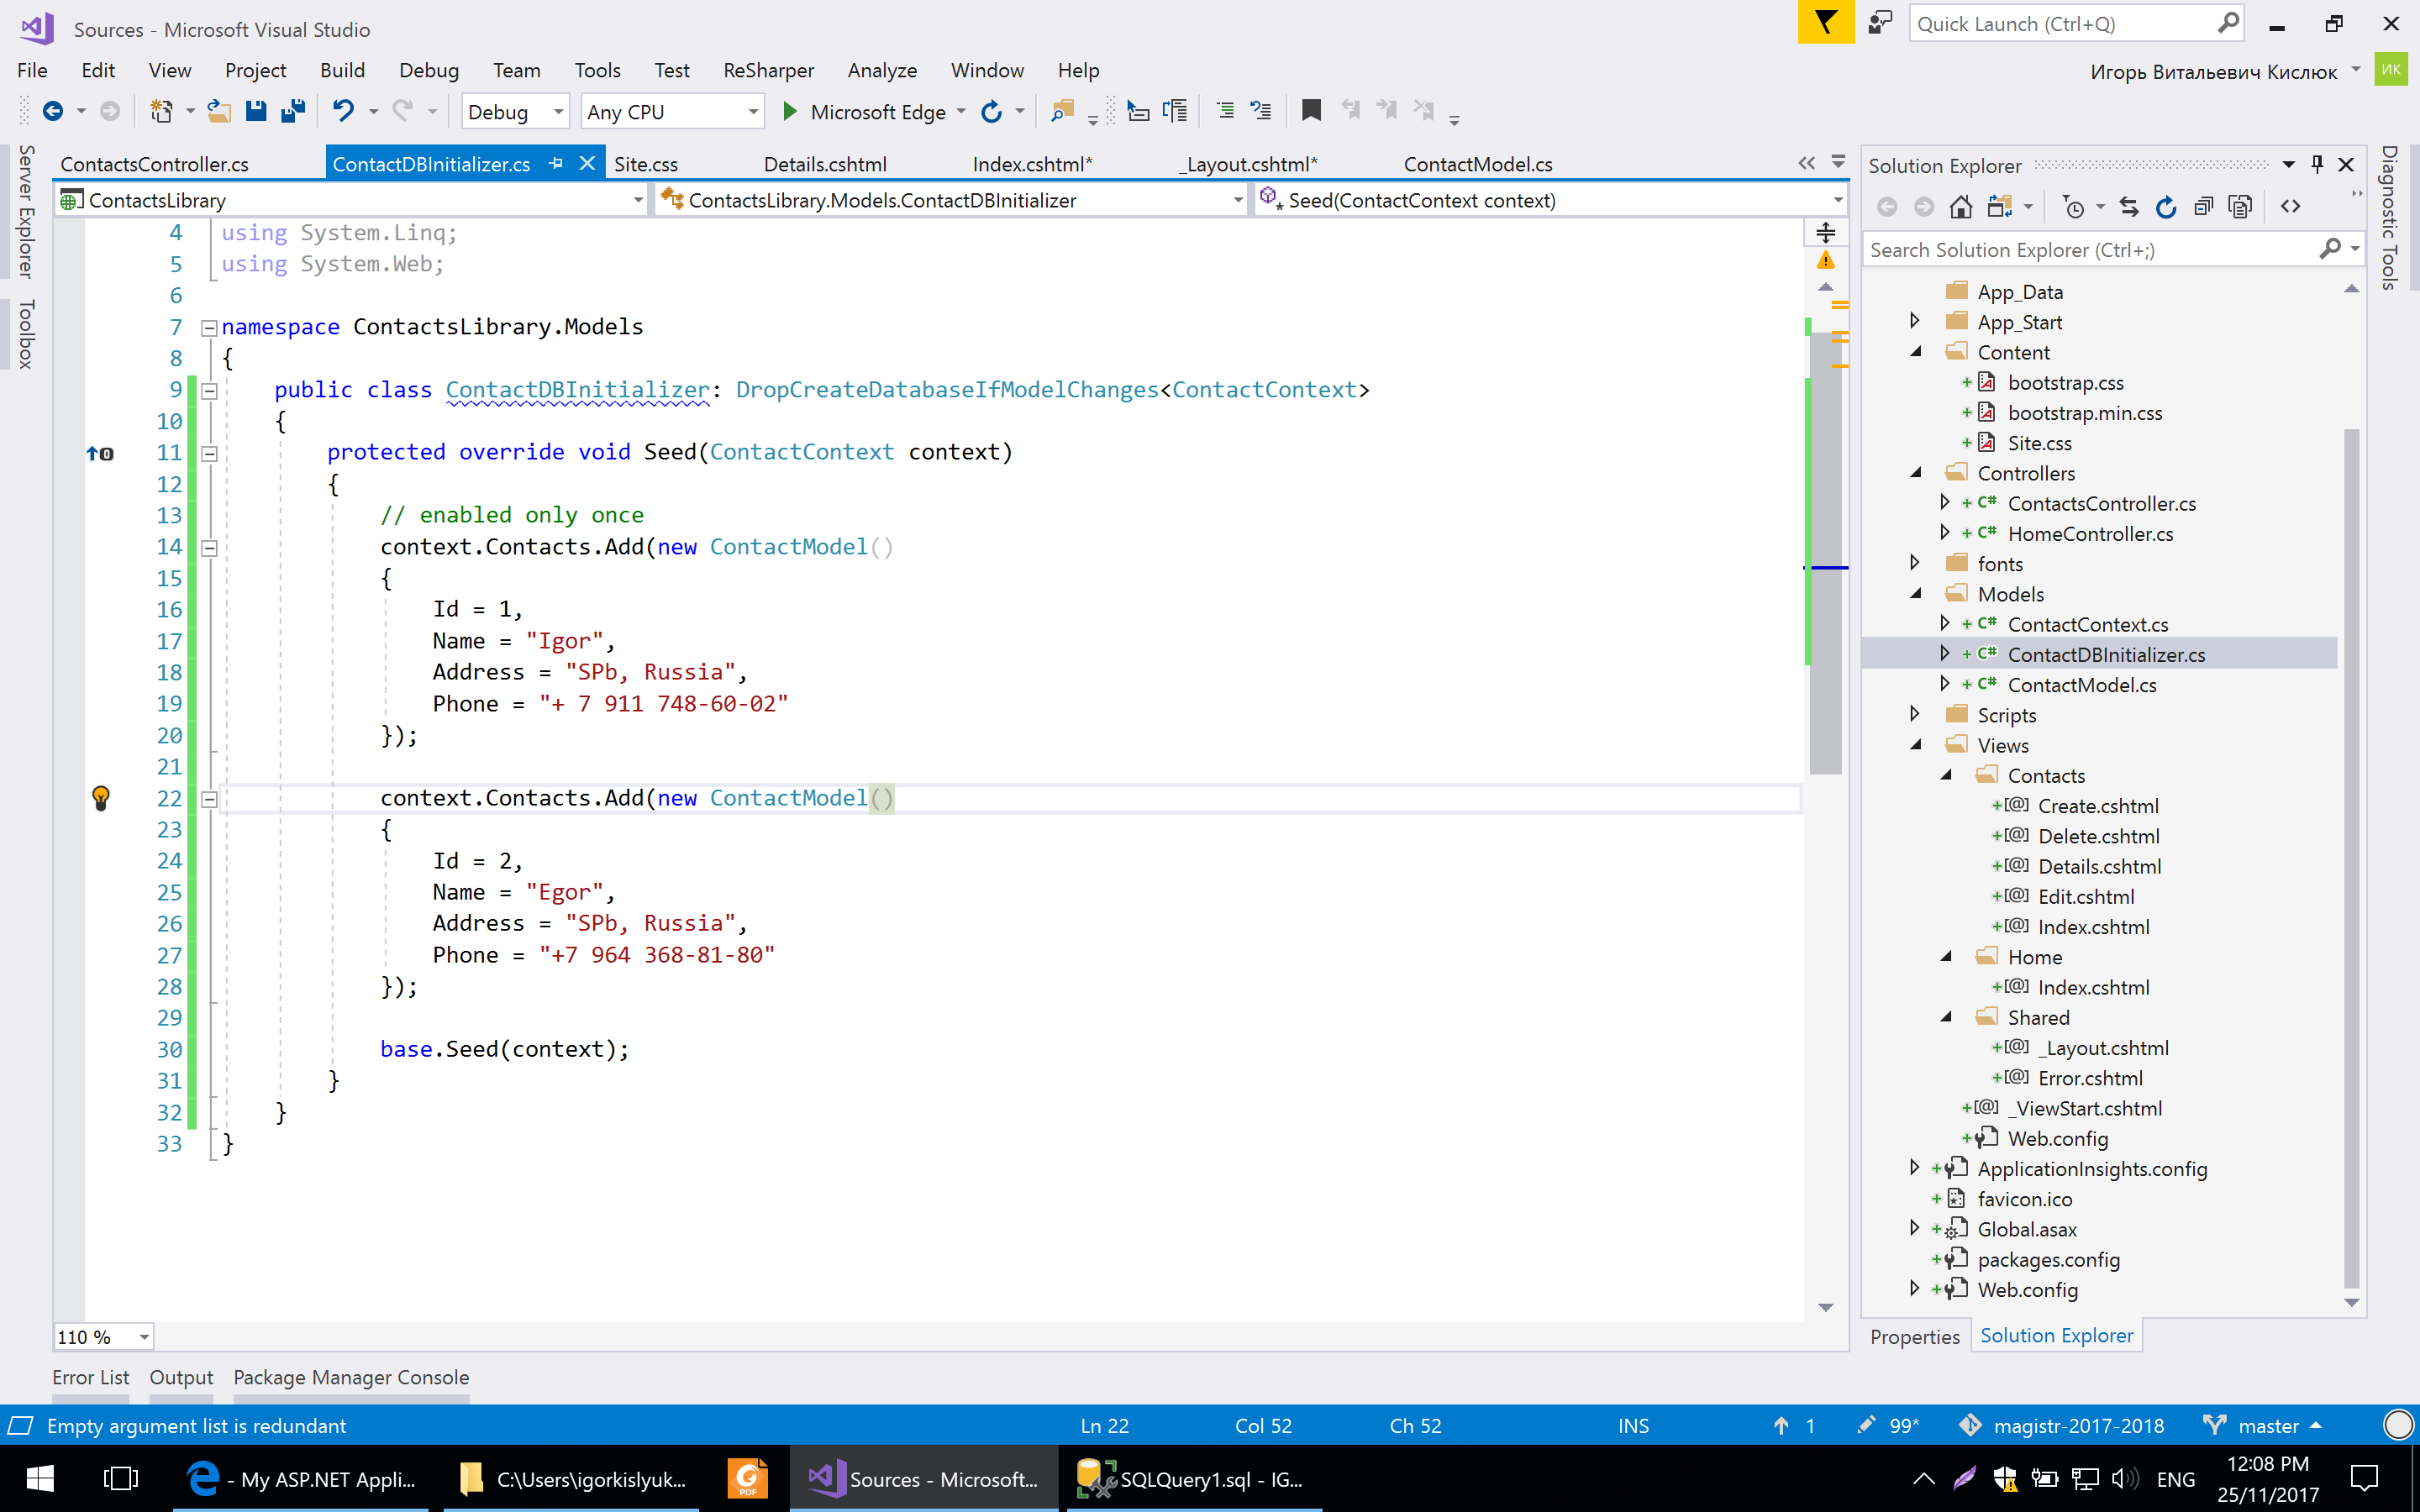 Sources - Microsoft Visual Studio
Quick Launch (Ctrl+Q)
File Edit View Project Build Debug Team Tools Test ReSharper Analyze Window Help
Игорь Витальевич Кислюк
ИК
Debug Any CPU Microsoft Edge
Server Explorer
Toolbox
ContactsController.cs ContactDBInitializer.cs Site.css Details.cshtml Index.cshtml* _Layout.cshtml* ContactModel.cs
ContactsLibrary ContactsLibrary.Models.ContactDBInitializer Seed(ContactContext context)
4 using System.Linq;
5 using System.Web;
6
7 namespace ContactsLibrary.Models
8 {
9 public class ContactDBInitializer: DropCreateDatabaseIfModelChanges<ContactContext>
10 {
11 protected override void Seed(ContactContext context)
12 {
13 // enabled only once
14 context.Contacts.Add(new ContactModel()
15 {
16 Id = 1,
17 Name = "Igor",
18 Address = "SPb, Russia",
19 Phone = "+ 7 911 748-60-02"
20 });
21
22 context.Contacts.Add(new ContactModel()
23 {
24 Id = 2,
25 Name = "Egor",
26 Address = "SPb, Russia",
27 Phone = "+7 964 368-81-80"
28 });
29
30 base.Seed(context);
31 }
32 }
33 }
110 %
Solution Explorer
Search Solution Explorer (Ctrl+;)
App_Data
App_Start
Content
bootstrap.css
bootstrap.min.css
Site.css
Controllers
C# ContactsController.cs
C# HomeController.cs
fonts
Models
C# ContactContext.cs
C# ContactDBInitializer.cs
C# ContactModel.cs
Scripts
Views
Contacts
[@] Create.cshtml
[@] Delete.cshtml
[@] Details.cshtml
[@] Edit.cshtml
[@] Index.cshtml
Home
[@] Index.cshtml
Shared
[@] _Layout.cshtml
[@] Error.cshtml
[@] _ViewStart.cshtml
Web.config
ApplicationInsights.config
favicon.ico
Global.asax
packages.config
Web.config
Properties Solution Explorer
Diagnostic Tools
Error List Output Package Manager Console
Empty argument list is redundant Ln 22 Col 52 Ch 52 INS 1 99* magistr-2017-2018 master
- My ASP.NET Appli... C:\Users\igorkislyuk... PDF Sources - Microsoft... SQLQuery1.sql - IG... ENG 12:08 PM
25/11/2017